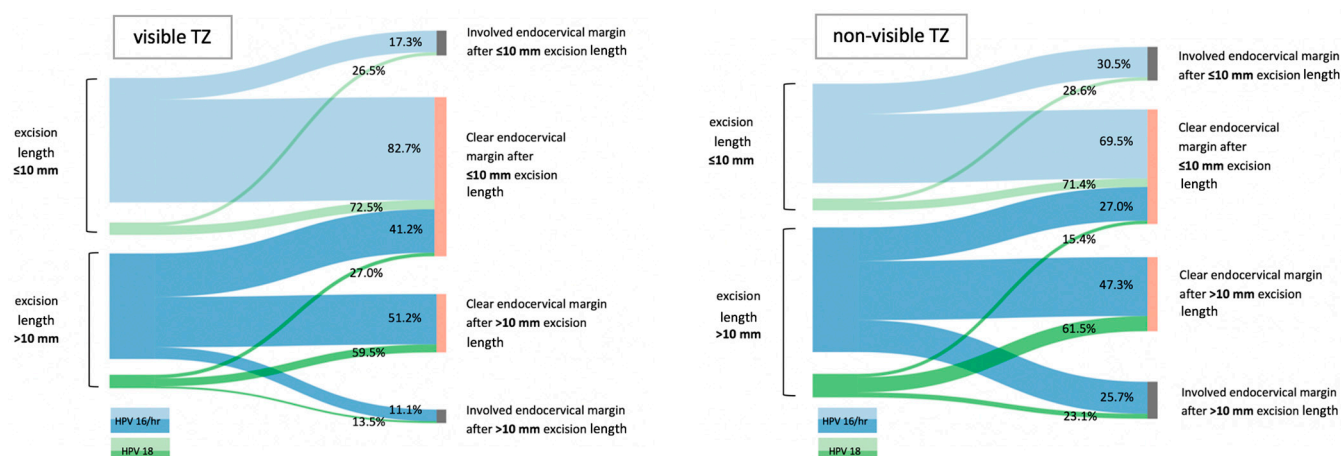 visible TZ
17.3%
Involved endocervical margin
after ≤10 mm excision length
26.5%
excision
length
≤10 mm
82.7%
Clear endocervical
margin after
≤10 mm excision
length
72.5%
41.2%
27.0%
excision
length
>10 mm
51.2%
Clear endocervical margin
after >10 mm excision
length
59.5%
11.1%
13.5%
Involved endocervical margin
after >10 mm excision length
HPV 16/hr
HPV 18
non-visible TZ
30.5%
Involved endocervical margin
after ≤10 mm excision length
28.6%
excision
length
≤10 mm
69.5%
Clear endocervical
margin after
≤10 mm excision
length
71.4%
27.0%
15.4%
excision
length
>10 mm
47.3%
Clear endocervical margin
after >10 mm excision
length
61.5%
25.7%
23.1%
Involved endocervical margin
after >10 mm excision length
HPV 16/hr
HPV 18